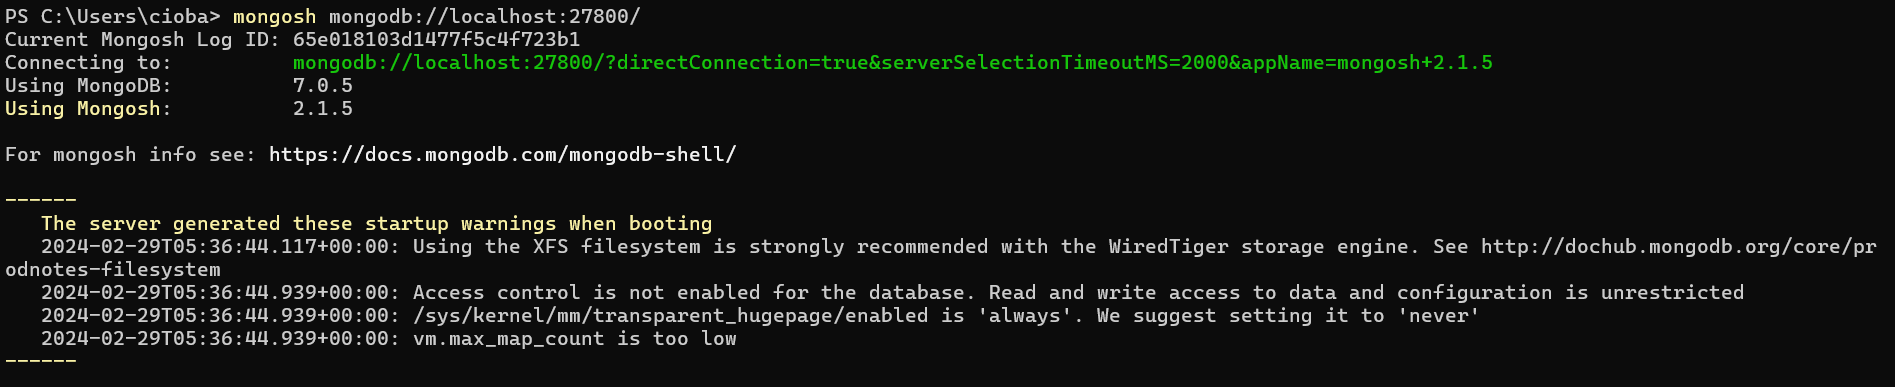 PS C:\Users\cioba> mongosh mongodb://localhost:27800/
Current Mongosh Log ID: 65e018103d1477f5c4f723b1
Connecting to:          mongodb://localhost:27800/?directConnection=true&serverSelectionTimeoutMS=2000&appName=mongosh+2.1.5
Using MongoDB:          7.0.5
Using Mongosh:          2.1.5

For mongosh info see: https://docs.mongodb.com/mongodb-shell/

------
   The server generated these startup warnings when booting
   2024-02-29T05:36:44.117+00:00: Using the XFS filesystem is strongly recommended with the WiredTiger storage engine. See http://dochub.mongodb.org/core/pr
odnotes-filesystem
   2024-02-29T05:36:44.939+00:00: Access control is not enabled for the database. Read and write access to data and configuration is unrestricted
   2024-02-29T05:36:44.939+00:00: /sys/kernel/mm/transparent_hugepage/enabled is 'always'. We suggest setting it to 'never'
   2024-02-29T05:36:44.939+00:00: vm.max_map_count is too low
------